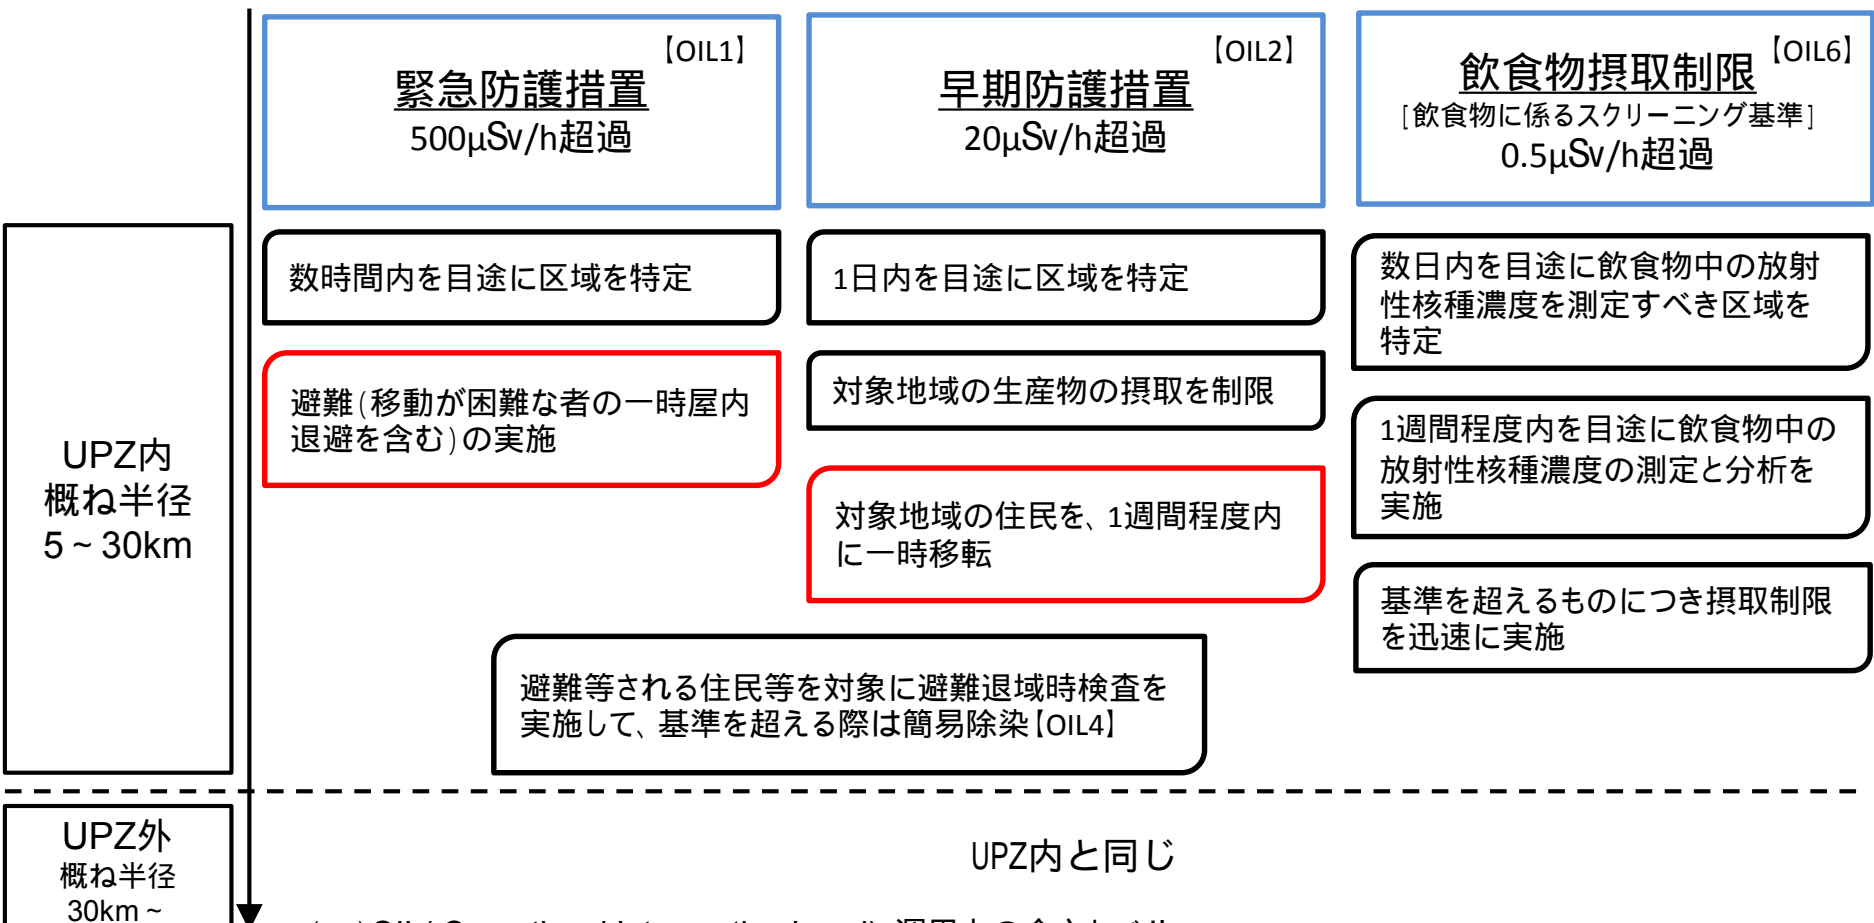 【OIL1】
緊急防護措置
500μSv/h超過
【OIL2】
早期防護措置
20μSv/h超過
【OIL6】
飲食物摂取制限
[飲食物に係るスクリーニング基準]
0.5μSv/h超過
UPZ内
概ね半径
5~30km
数時間内を目途に区域を特定
避難(移動が困難な者の一時屋内
退避を含む)の実施
1日内を目途に区域を特定
対象地域の生産物の摂取を制限
対象地域の住民を、1週間程度内
に一時移転
数日内を目途に飲食物中の放射
性核種濃度を測定すべき区域を
特定
1週間程度内を目途に飲食物中の
放射性核種濃度の測定と分析を
実施
基準を超えるものにつき摂取制限
を迅速に実施
避難等される住民等を対象に避難退域時検査を
実施して、基準を超える際は簡易除染【OIL4】
UPZ外
概ね半径
30km~
UPZ内と同じ